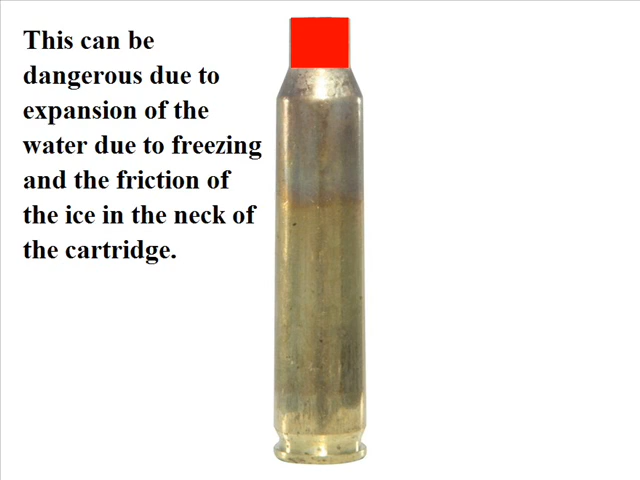 This can be
dangerous due to
expansion of the
water due to freezing
and the friction of
the ice in the neck of
the cartridge.